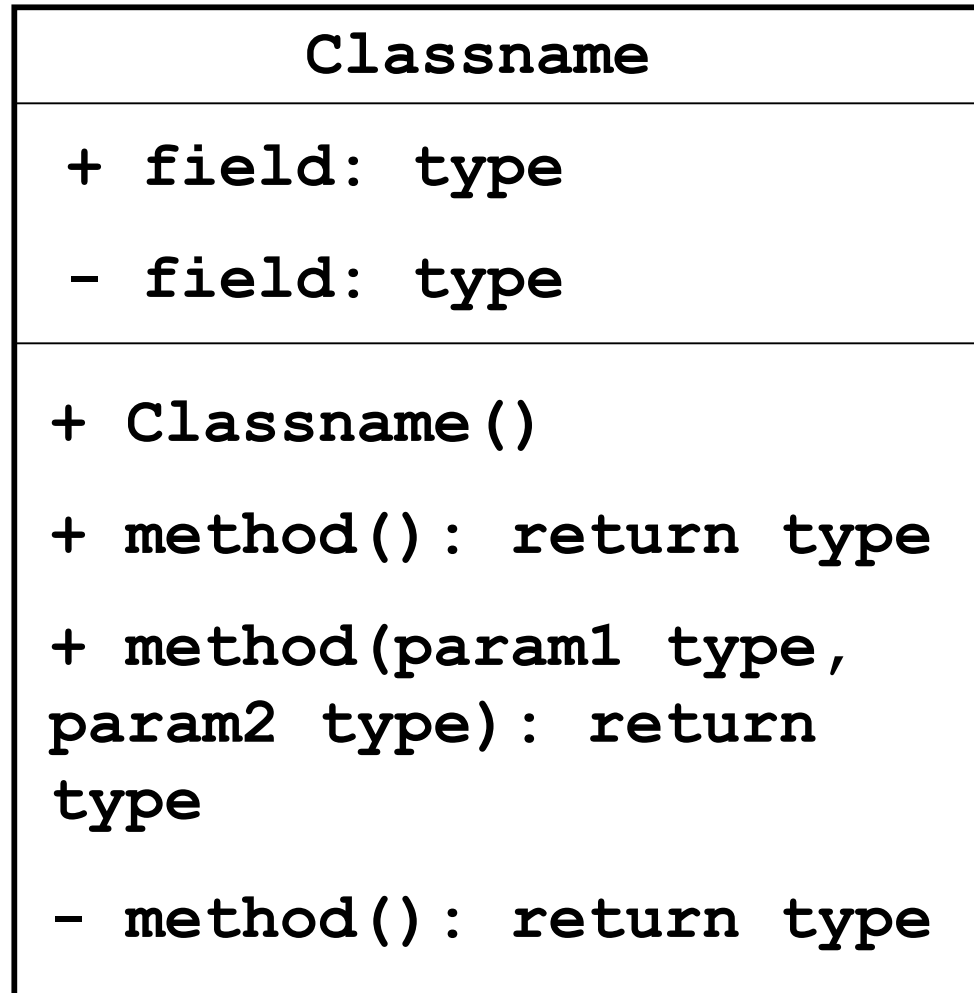 Classname
+ field: type
- field: type
+ Classname()
+ method(): return type
+ method(param1 type,
param2 type): return
type
- method(): return type